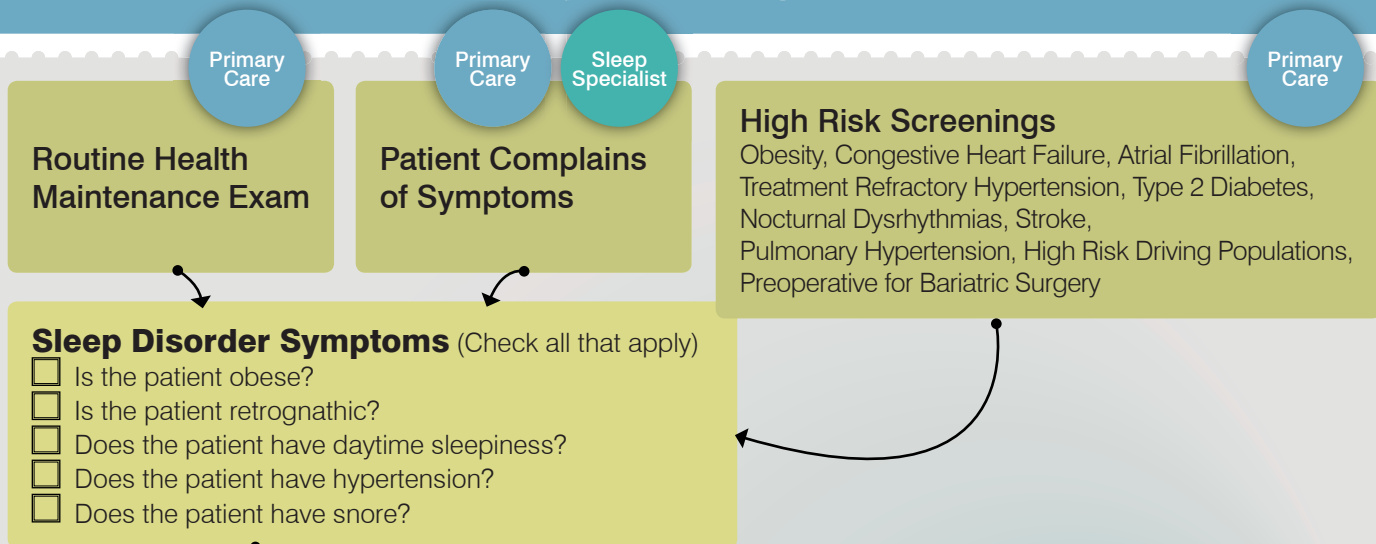 Primary
Care
Routine Health
Maintenance Exam
Primary
Care
Sleep
Specialist
Patient Complains
of Symptoms
Primary
Care
High Risk Screenings
Obesity, Congestive Heart Failure, Atrial Fibrillation,
Treatment Refractory Hypertension, Type 2 Diabetes,
Nocturnal Dysrhythmias, Stroke,
Pulmonary Hypertension, High Risk Driving Populations,
Preoperative for Bariatric Surgery
Sleep Disorder Symptoms (Check all that apply)
Is the patient obese?
Is the patient retrognathic?
Does the patient have daytime sleepiness?
Does the patient have hypertension?
Does the patient have snore?